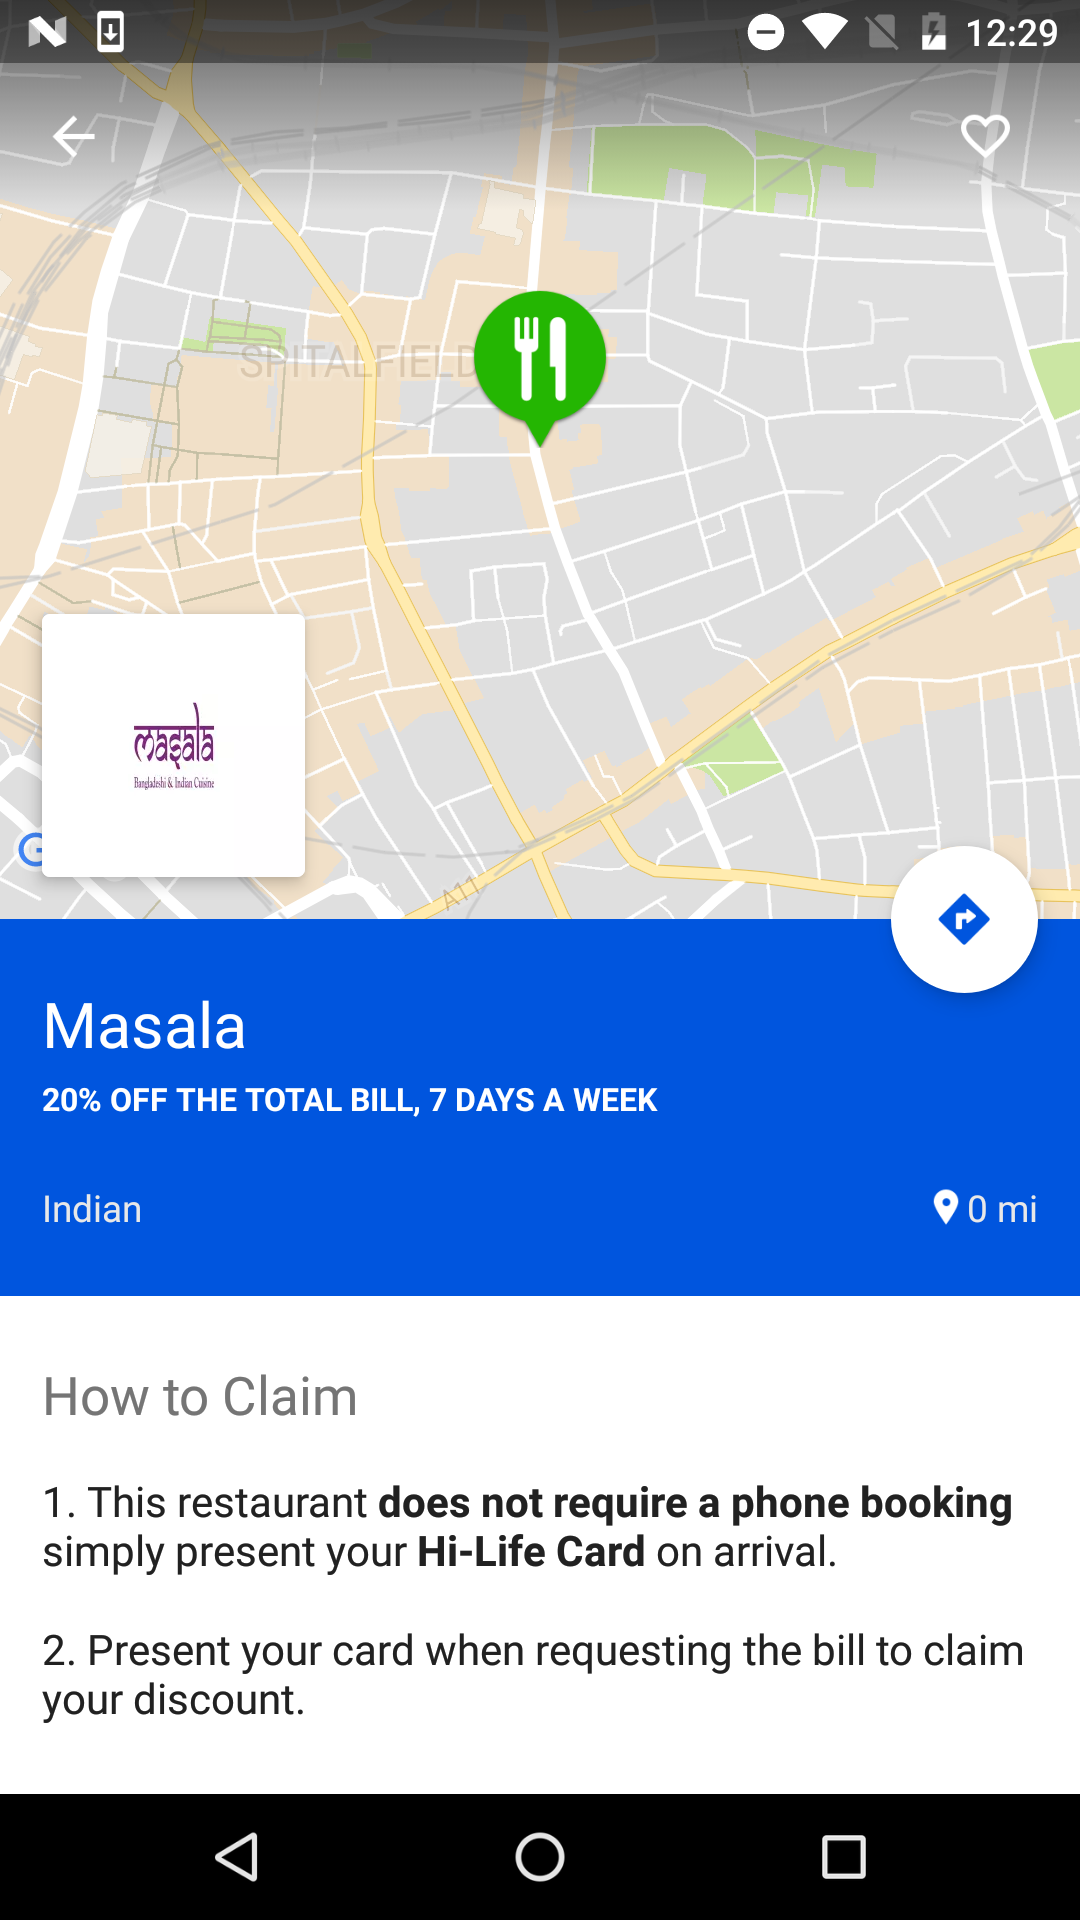 12:29
SPITALFIELD
masala
Bangladeshi & Indian Cuisine
G
A11
Masala
20% OFF THE TOTAL BILL, 7 DAYS A WEEK
Indian
0 mi
How to Claim
1. This restaurant does not require a phone booking
simply present your Hi-Life Card on arrival.
2. Present your card when requesting the bill to claim
your discount.